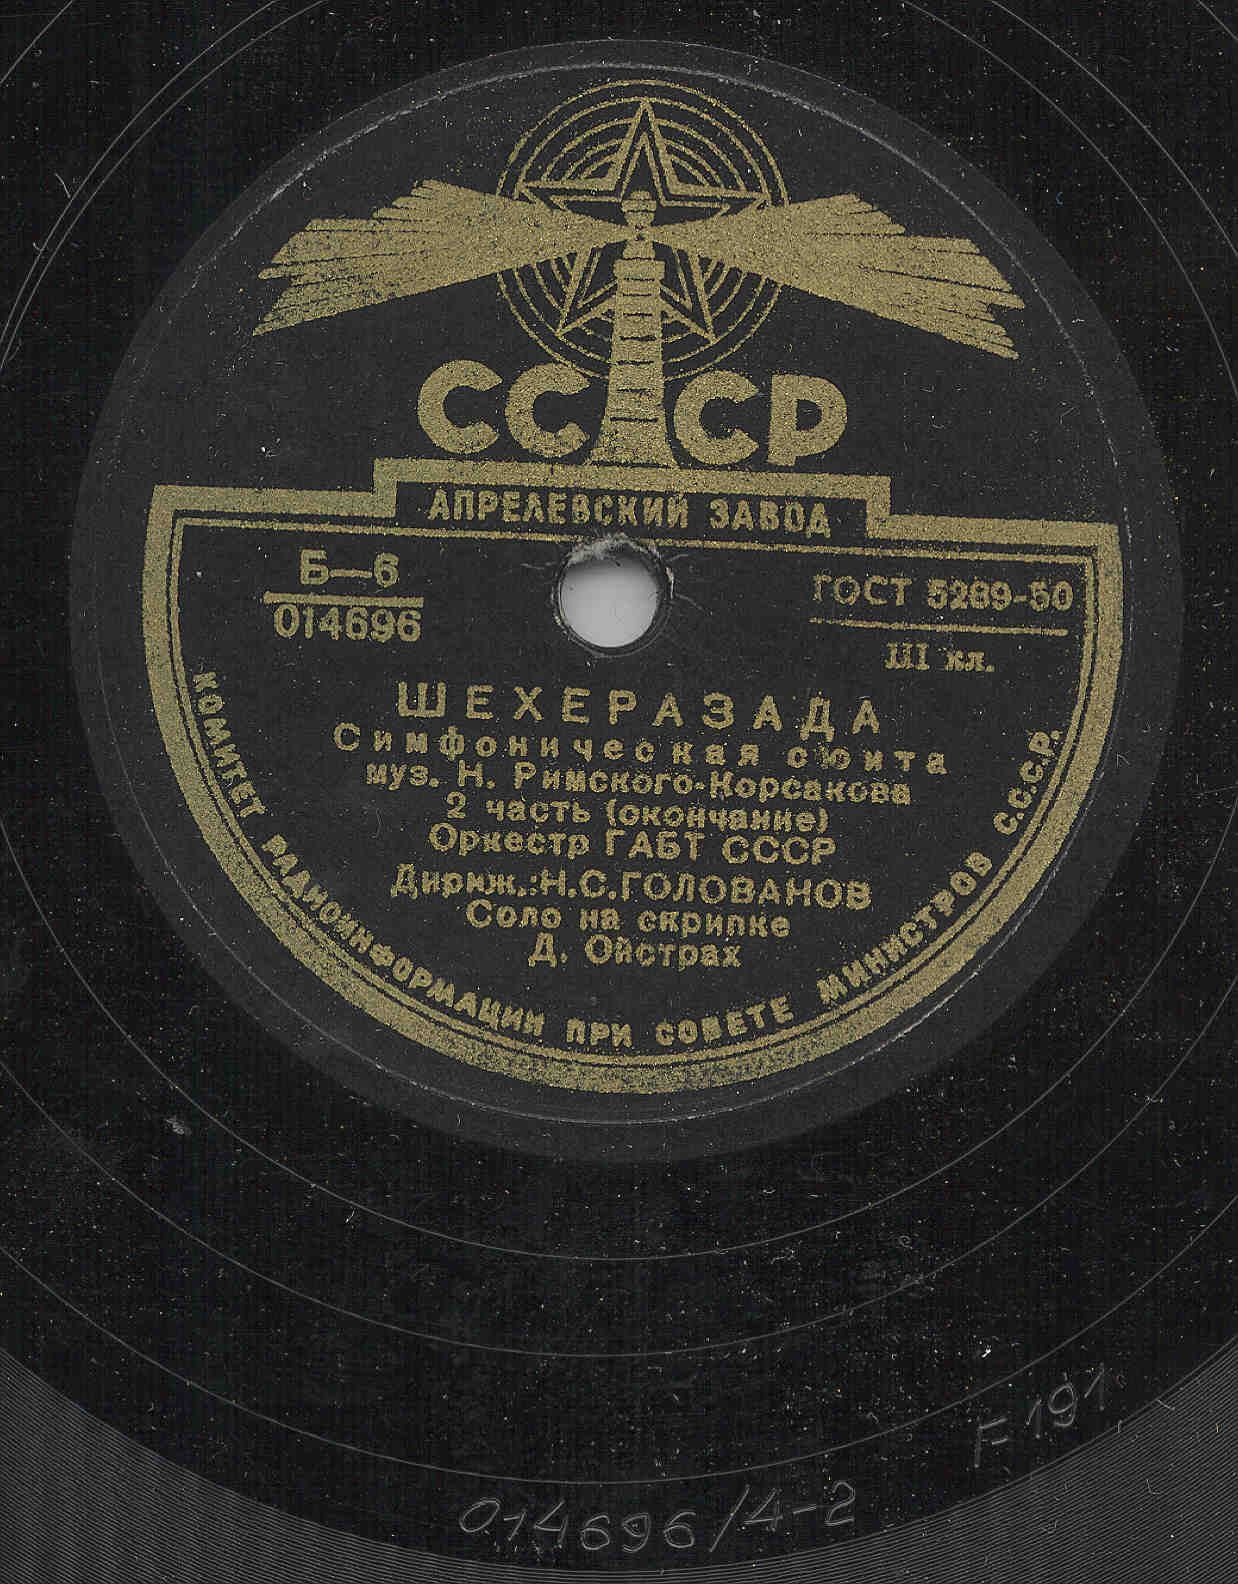 СССР
АПРЕЛЕВСКИЙ ЗАВОД
Б—6
014696
ГОСТ 5289-50
III кл.
ШЕХЕРАЗАДА
Симфоническая сюита
муз. Н. Римского-Корсакова
2 часть (окончание)
Оркестр ГАБТ СССР
Дириж.: Н.С.ГОЛОВАНОВ
Соло на скрипке
Д. Ойстрах
КОМИТЕТ РАДИОИНФОРМАЦИИ ПРИ СОВЕТЕ МИНИСТРОВ С.С.С.Р.
F 191
014696/4-2